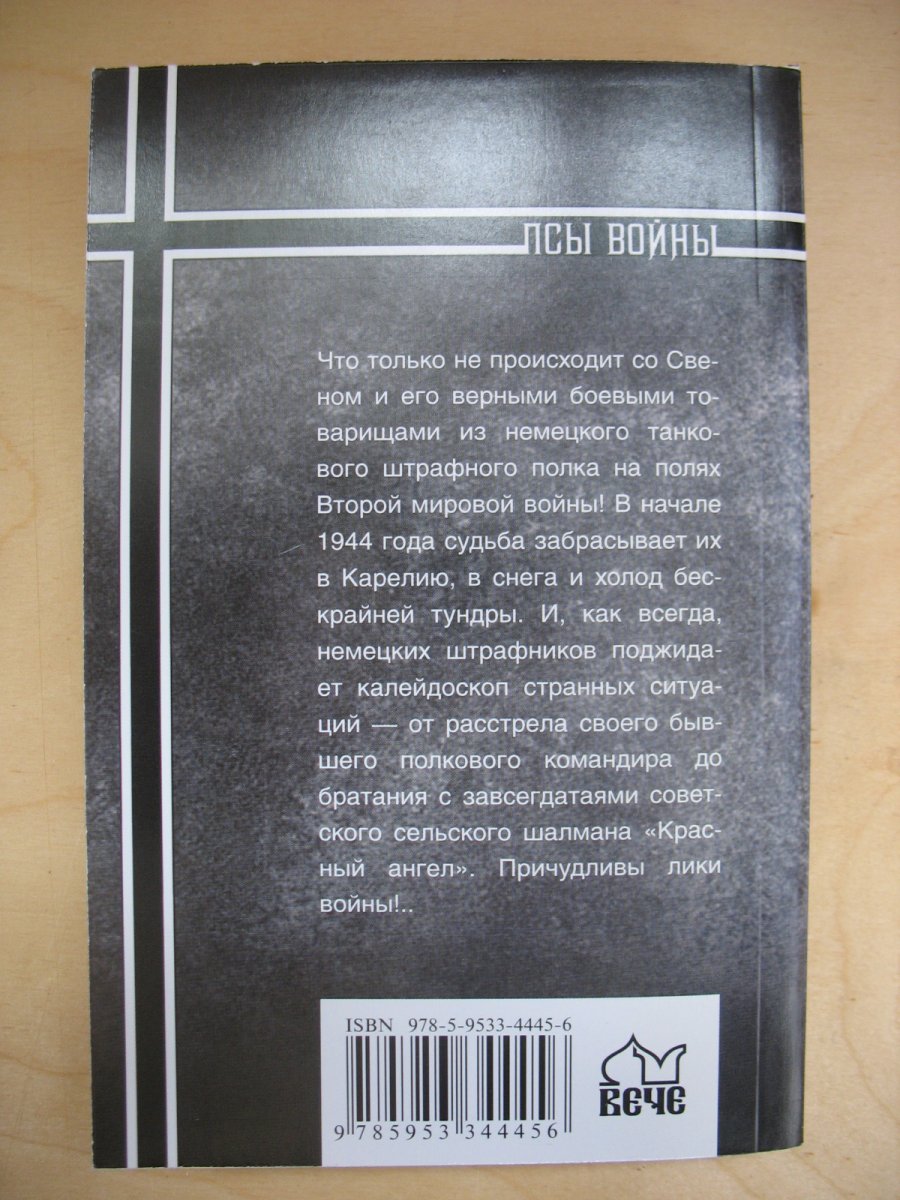 ПСЫ ВОЙНЫ
Что только не происходит со Све-
ном и его верными боевыми то-
варищами из немецкого танко-
вого штрафного полка на полях
Второй мировой войны! В начале
1944 года судьба забрасывает их
в Карелию, в снега и холод бес-
крайней тундры. И, как всегда,
немецких штрафников поджида-
ет калейдоскоп странных ситуа-
ций — от расстрела своего быв-
шего полкового командира до
братания с завсегдатаями совет-
ского сельского шалмана «Крас-
ный ангел». Причудливы лики
войны!..
ISBN 978-5-9533-4445-6
ВЕЧЕ
9 785953 344456